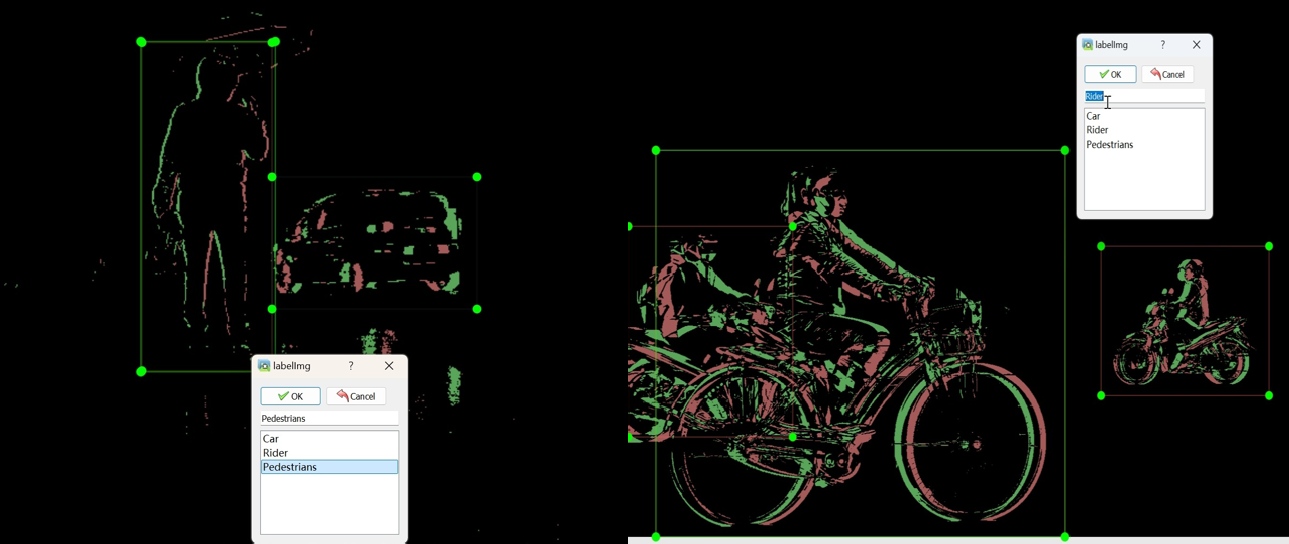 labelImg ?
OK Cancel
Pedestrians
Car
Rider
Pedestrians
labelImg ?
OK Cancel
Rider
Car
Rider
Pedestrians